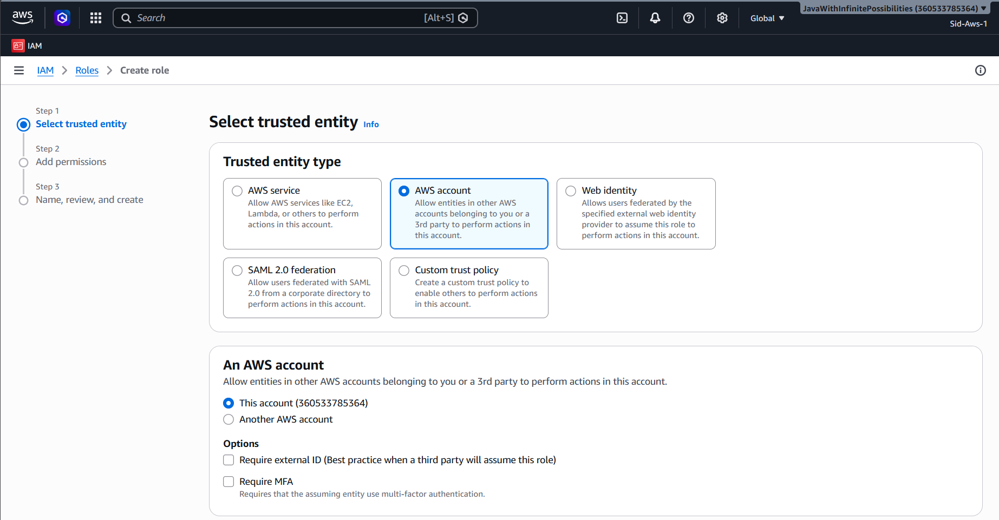 aws
Search
[Alt+S]
Global
JavaWithInfinitePossibilities (360533785364)
Sid-Aws-1
IAM
IAM
Roles
Create role
Step 1
Select trusted entity
Step 2
Add permissions
Step 3
Name, review, and create
Select trusted entity Info
Trusted entity type
AWS service
Allow AWS services like EC2,
Lambda, or others to perform
actions in this account.
AWS account
Allow entities in other AWS
accounts belonging to you or a
3rd party to perform actions in
this account.
Web identity
Allows users federated by the
specified external web identity
provider to assume this role to
perform actions in this account.
SAML 2.0 federation
Allow users federated with SAML
2.0 from a corporate directory to
perform actions in this account.
Custom trust policy
Create a custom trust policy to
enable others to perform actions
in this account.
An AWS account
Allow entities in other AWS accounts belonging to you or a 3rd party to perform actions in this account.
This account (360533785364)
Another AWS account
Options
Require external ID (Best practice when a third party will assume this role)
Require MFA
Requires that the assuming entity use multi-factor authentication.